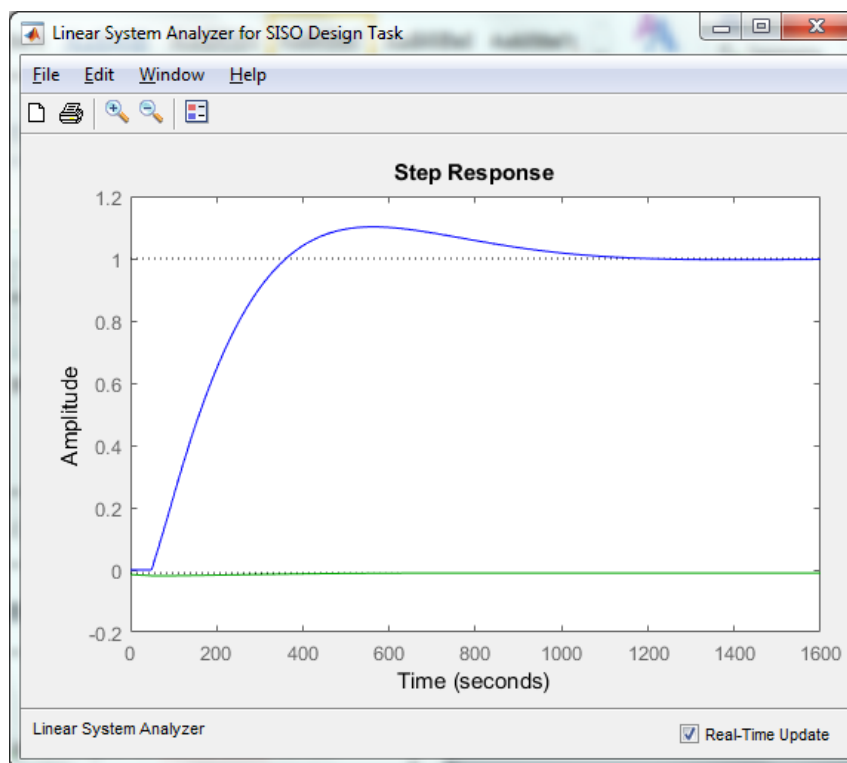 Linear System Analyzer for SISO Design Task
File Edit Window Help
Step Response
1.2
1
0.8
0.6
0.4
0.2
0
-0.2
Amplitude
0 200 400 600 800 1000 1200 1400 1600
Time (seconds)
Linear System Analyzer
Real-Time Update